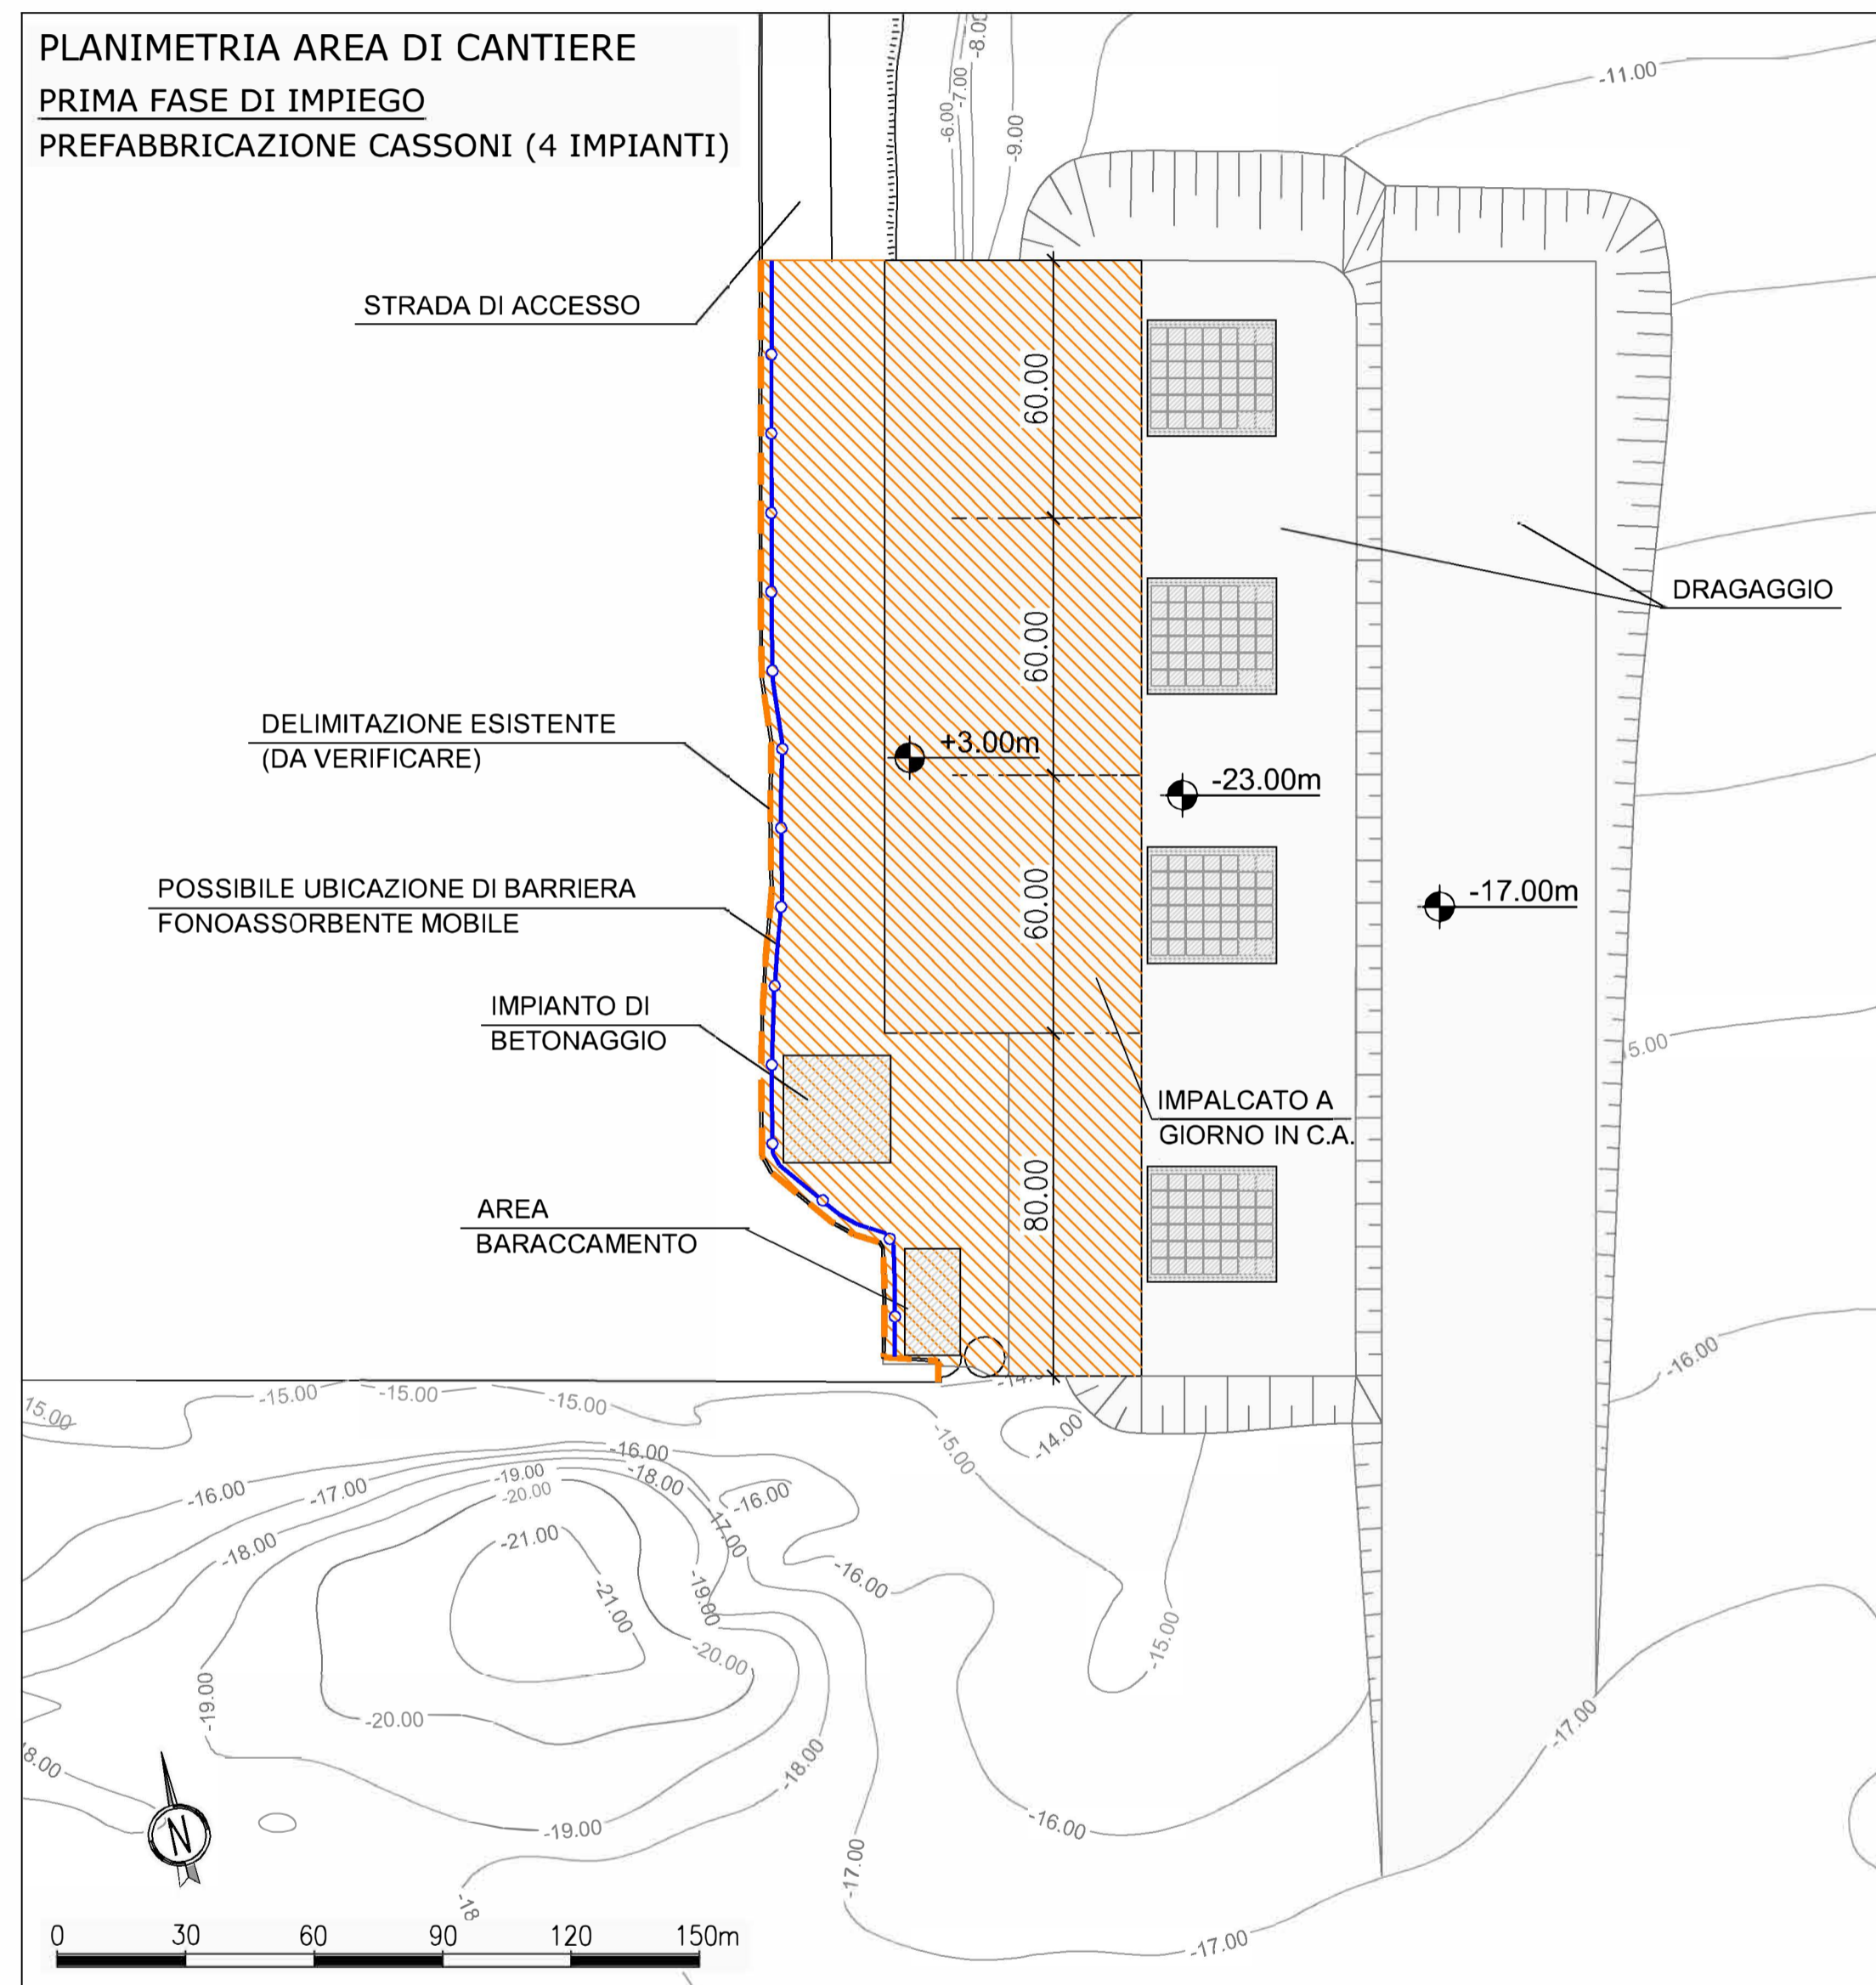 PLANIMETRIA AREA DI CANTIERE
PRIMA FASE DI IMPIEGO
PREFABBRICAZIONE CASSONI (4 IMPIANTI)
-8.00
-7.00
-6.00
-9.00
-11.00
STRADA DI ACCESSO
60.00
DRAGAGGIO
60.00
DELIMITAZIONE ESISTENTE
(DA VERIFICARE)
+3.00m
-23.00m
POSSIBILE UBICAZIONE DI BARRIERA
FONOASSORBENTE MOBILE
60.00
-17.00m
IMPIANTO DI
BETONAGGIO
5.00
IMPALCATO A
GIORNO IN C.A.
80.00
AREA
BARACCAMENTO
-16.00
15.00
-15.00
-15.00
-15.00
-14.00
-15.00
-16.00
-16.00
-17.00
-19.00
-18.00
-20.00
-16.00
-17.00
-18.00
-21.00
-21.00
-16.00
-19.00
-20.00
-15.00
-19.00
-20.00
-17.00
8.00
-18.00
-16.00
-19.00
N
-17.00
-18
-17.00
0 30 60 90 120 150m